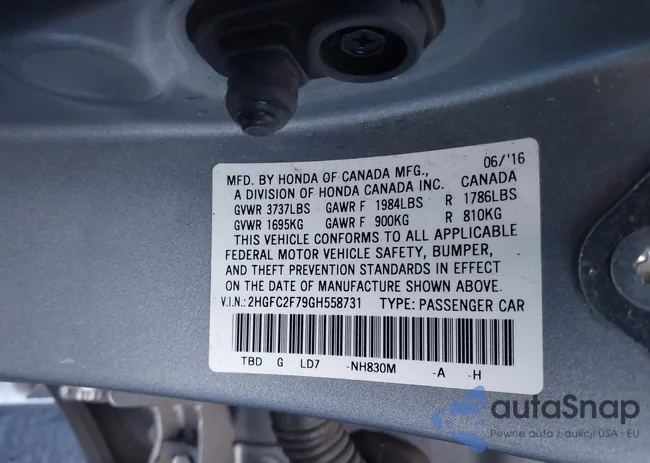 06/'16
MFD. BY HONDA OF CANADA MFG.,
A DIVISION OF HONDA CANADA INC. CANADA
GVWR 3737LBS GAWR F 1984LBS R 1786LBS
GVWR 1695KG GAWR F 900KG R 810KG
THIS VEHICLE CONFORMS TO ALL APPLICABLE
FEDERAL MOTOR VEHICLE SAFETY, BUMPER,
AND THEFT PREVENTION STANDARDS IN EFFECT
ON THE DATE OF MANUFACTURE SHOWN ABOVE.
V.I.N.: 2HGFC2F79GH558731 TYPE: PASSENGER CAR
TBD G LD7 -NH830M -A -H
autaSnap
Pewne auta z aukcji USA i EU